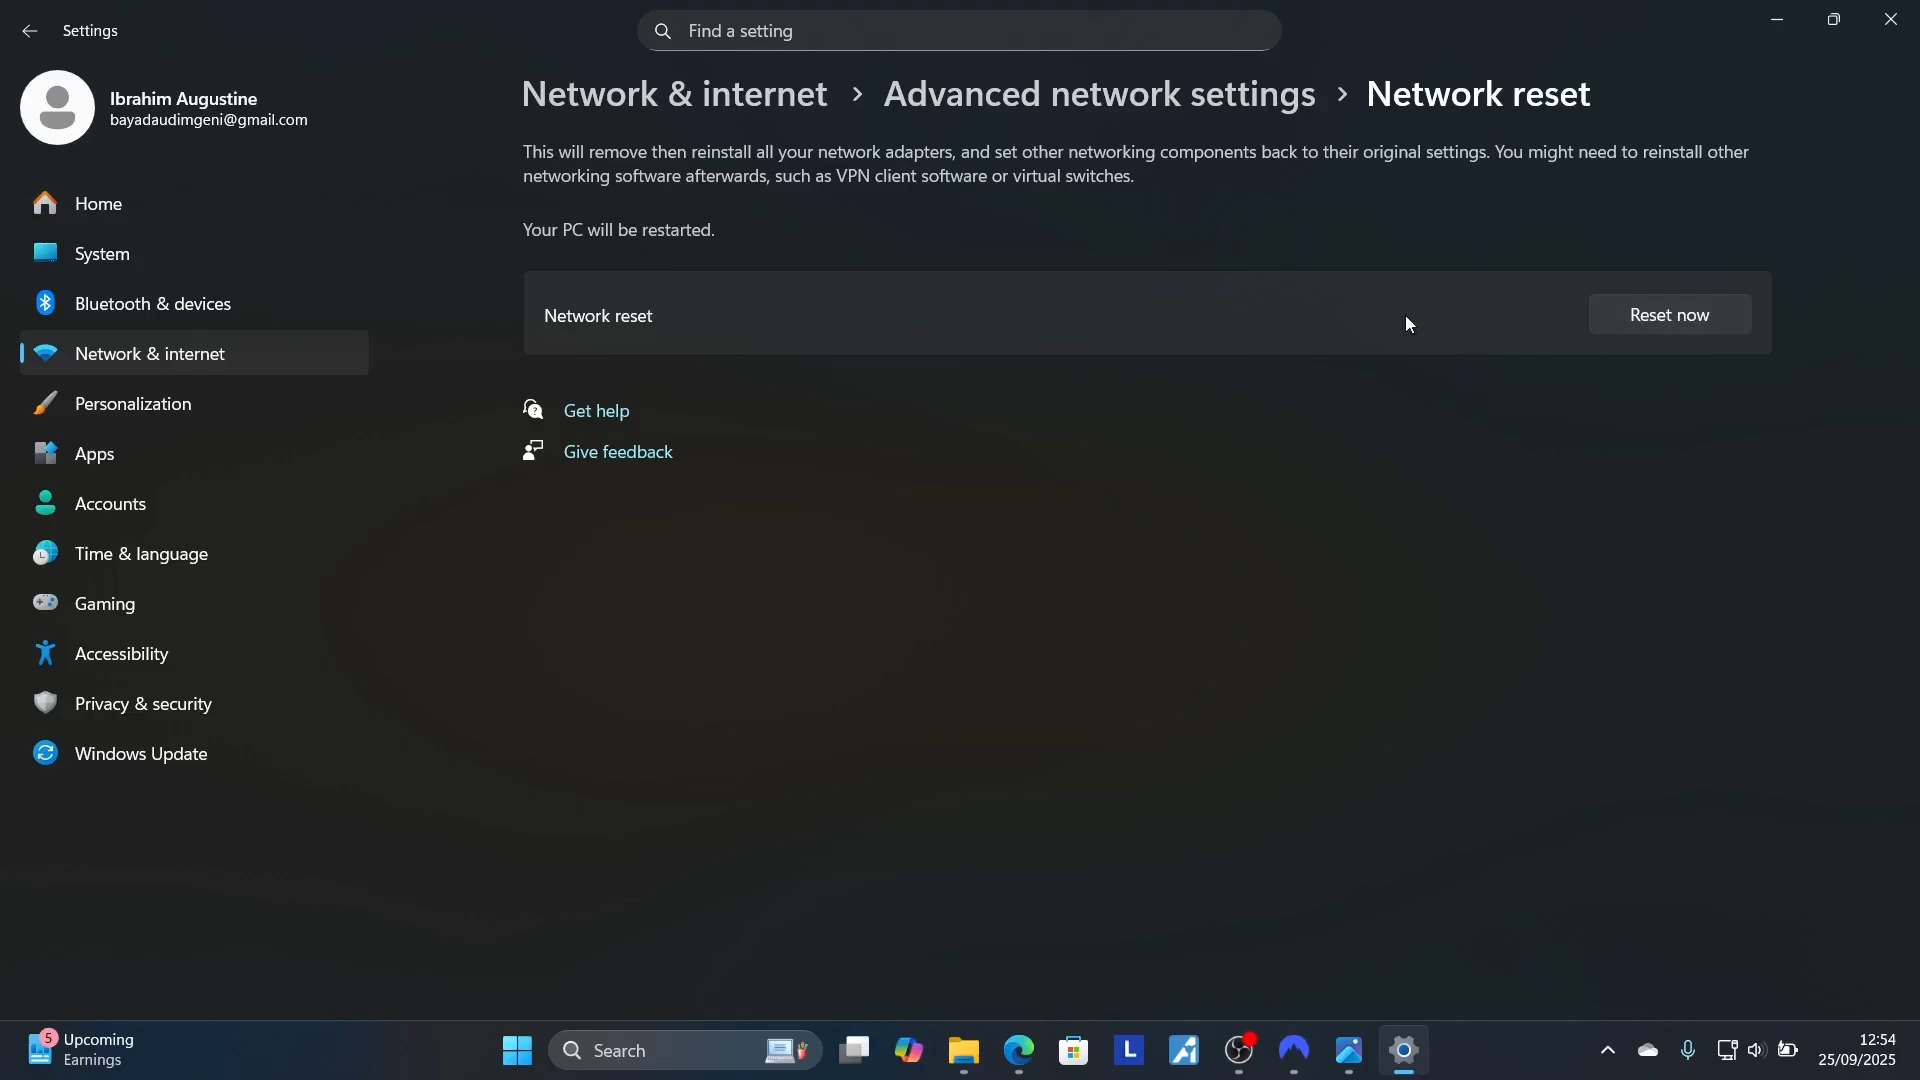 Settings
Find a setting
Ibrahim Augustine
bayadaudimgeni@gmail.com
Home
System
Bluetooth & devices
Network & internet
Personalization
Apps
Accounts
Time & language
Gaming
Accessibility
Privacy & security
Windows Update
Network & internet > Advanced network settings > Network reset
This will remove then reinstall all your network adapters, and set other networking components back to their original settings. You might need to reinstall other
networking software afterwards, such as VPN client software or virtual switches.
Your PC will be restarted.
Network reset
Reset now
Get help
Give feedback
5
Upcoming
Earnings
Search
L
12:54
25/09/2025